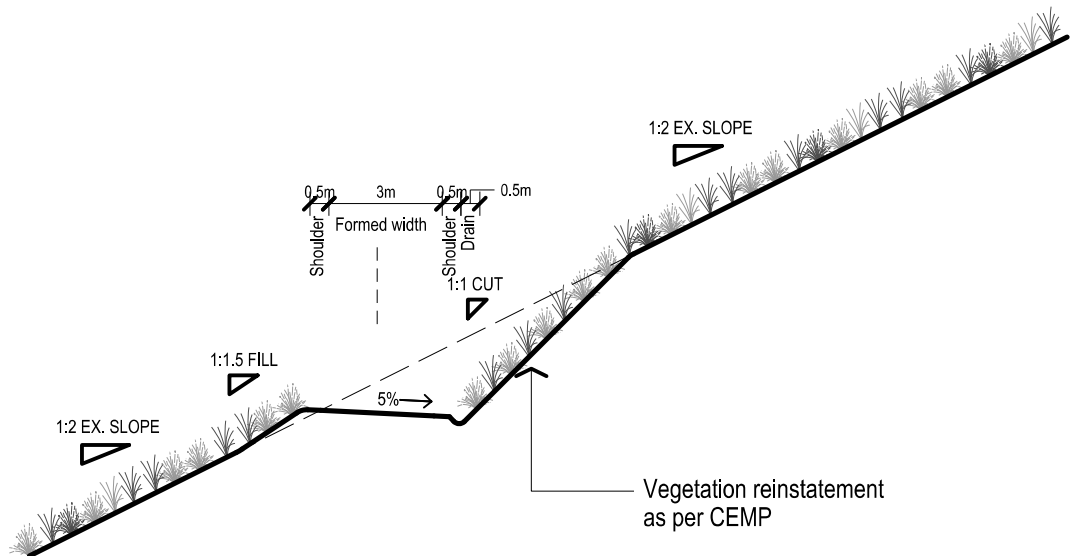 1:2 EX. SLOPE
0.5m
3m
0.5m
0.5m
Shoulder
Formed width
Shoulder
Drain
1:1 CUT
1:1.5 FILL
5%
1:2 EX. SLOPE
Vegetation reinstatement
as per CEMP